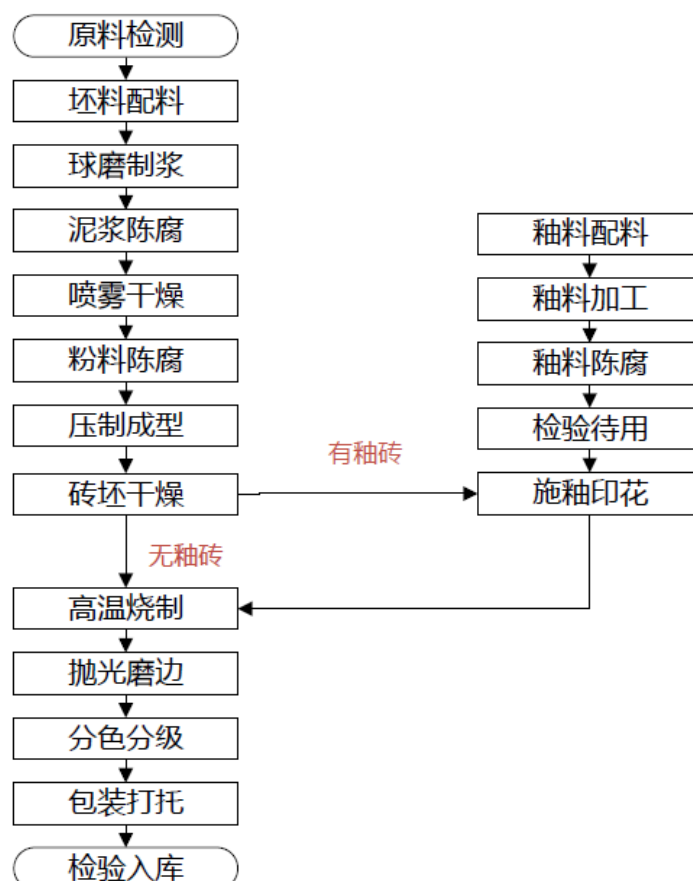 原料检测
坯料配料
球磨制浆
泥浆陈腐
喷雾干燥
粉料陈腐
压制成型
砖坯干燥
无釉砖
有釉砖
釉料配料
釉料加工
釉料陈腐
检验待用
施釉印花
高温烧制
抛光磨边
分色分级
包装打托
检验入库